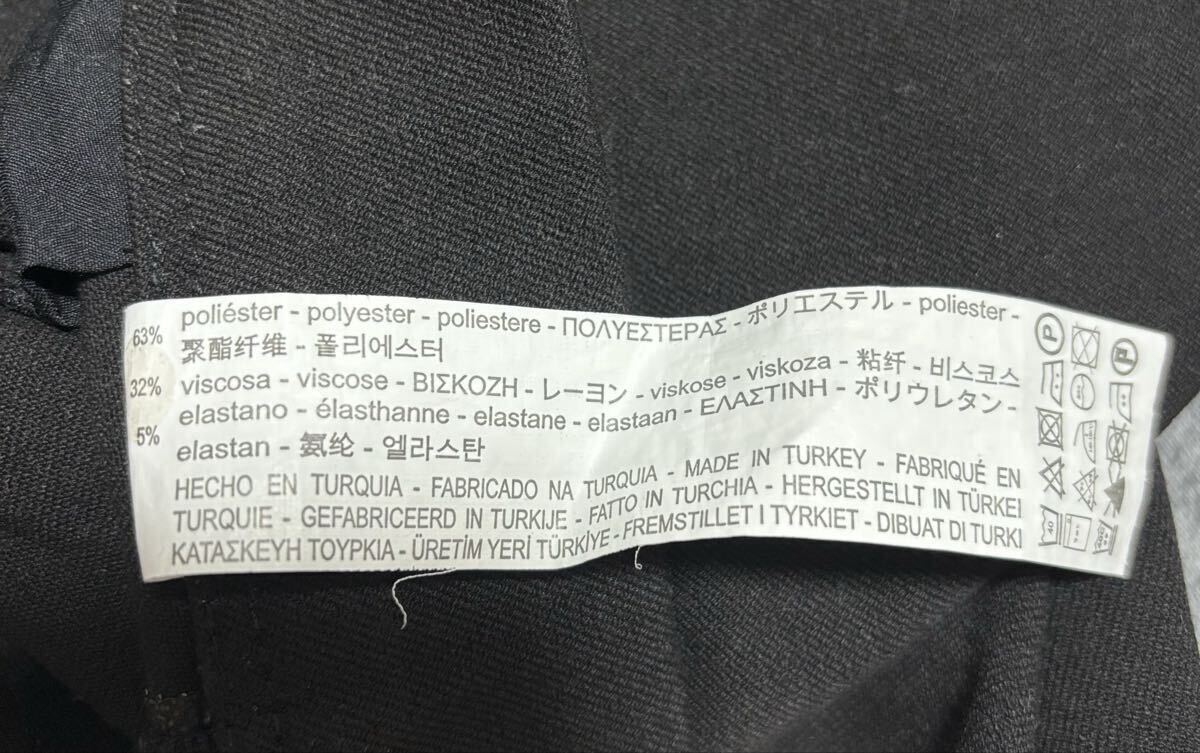 63% poliéster - polyester - poliestere - ΠΟΛΥΕΣΤΕΡΑΣ - ポリエステル - poliester -
聚酯纤维 - 폴리에스터
32% viscosa - viscose - ΒΙΣΚΟΖΗ - レーヨン - viskose - viskoza - 粘纤 - 비스코스
5% elastano - élasthanne - elastane - elastaan - ΕΛΑΣΤΙΝΗ - ポリウレタン -
elastan - 氨纶 - 엘라스탄
HECHO EN TURQUIA - FABRICADO NA TURQUIA - MADE IN TURKEY - FABRIQUÉ EN
TURQUIE - GEFABRICEERD IN TURKIJE - FATTO IN TURCHIA - HERGESTELLT IN TÜRKEI
ΚΑΤΑΣΚΕΥΗ ΤΟΥΡΚΙΑ - ÜRETİM YERİ TÜRKİYE - FREMSTILLET I TYRKIET - DIBUAT DI TURKI
P
P
40